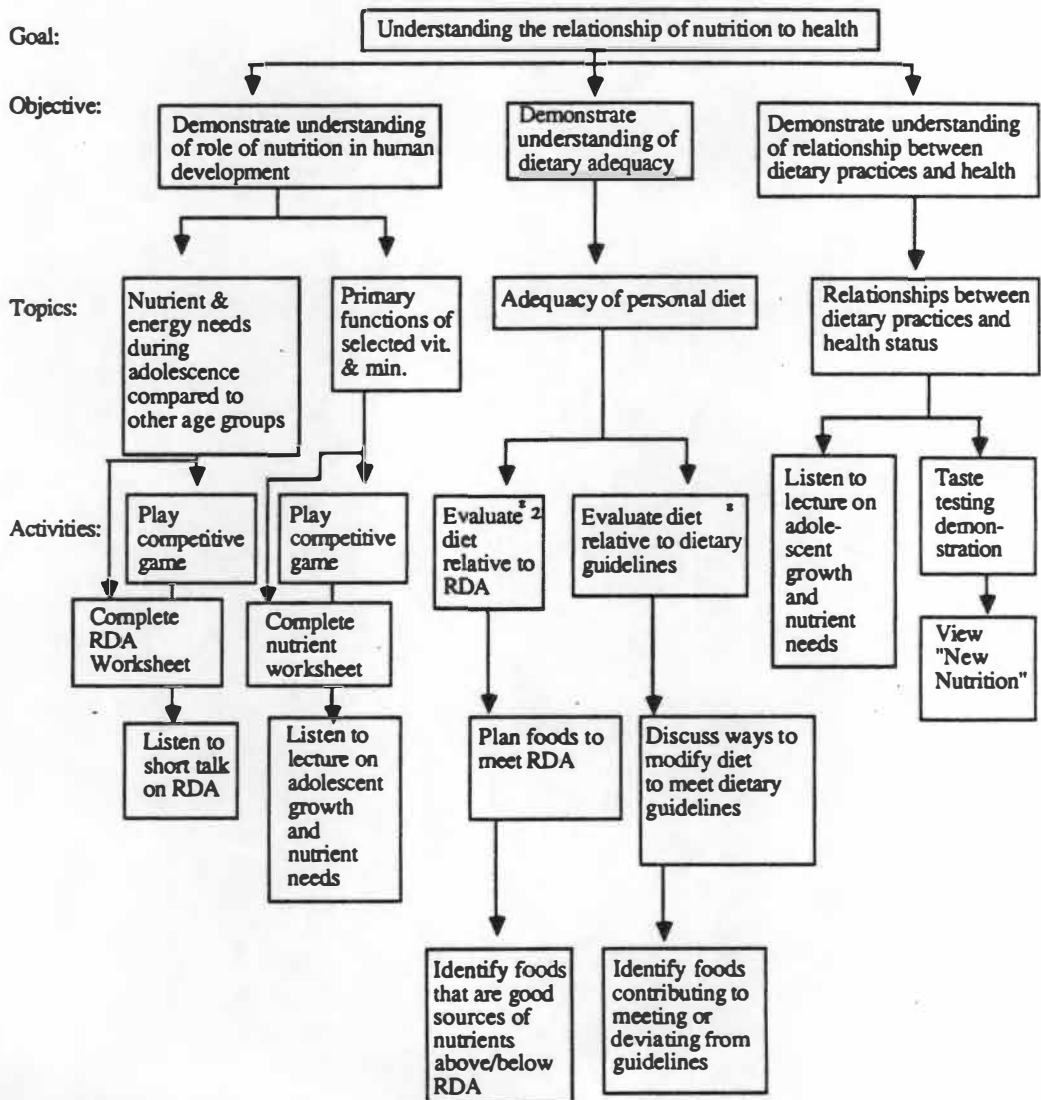 Goal:
Understanding the relationship of nutrition to health
Objective:
Demonstrate understanding
of role of nutrition in human
development
Demonstrate
understanding of
dietary adequacy
Demonstrate understanding
of relationship between
dietary practices and health
Topics:
Nutrient &
energy needs
during
adolescence
compared to
other age groups
Primary
functions of
selected vit.
& min.
Adequacy of personal diet
Relationships between
dietary practices and
health status
Activities:
Play
competitive
game
Play
competitive
game
Evaluate 2
diet
relative to
RDA
Evaluate diet
relative to dietary
guidelines
Listen to
lecture on
adole-
scent
growth
and
nutrient
needs
Taste
testing
demon-
stration
Complete
RDA
Worksheet
Complete
nutrient
worksheet
View
"New
Nutrition"
Listen to
short talk
on RDA
Listen to
lecture on
adolescent
growth
and
nutrient
needs
Plan foods to
meet RDA
Discuss ways to
modify diet
to meet dietary
guidelines
Identify foods
that are good
sources of
nutrients
above/below
RDA
Identify foods
contributing to
meeting or
deviating from
guidelines